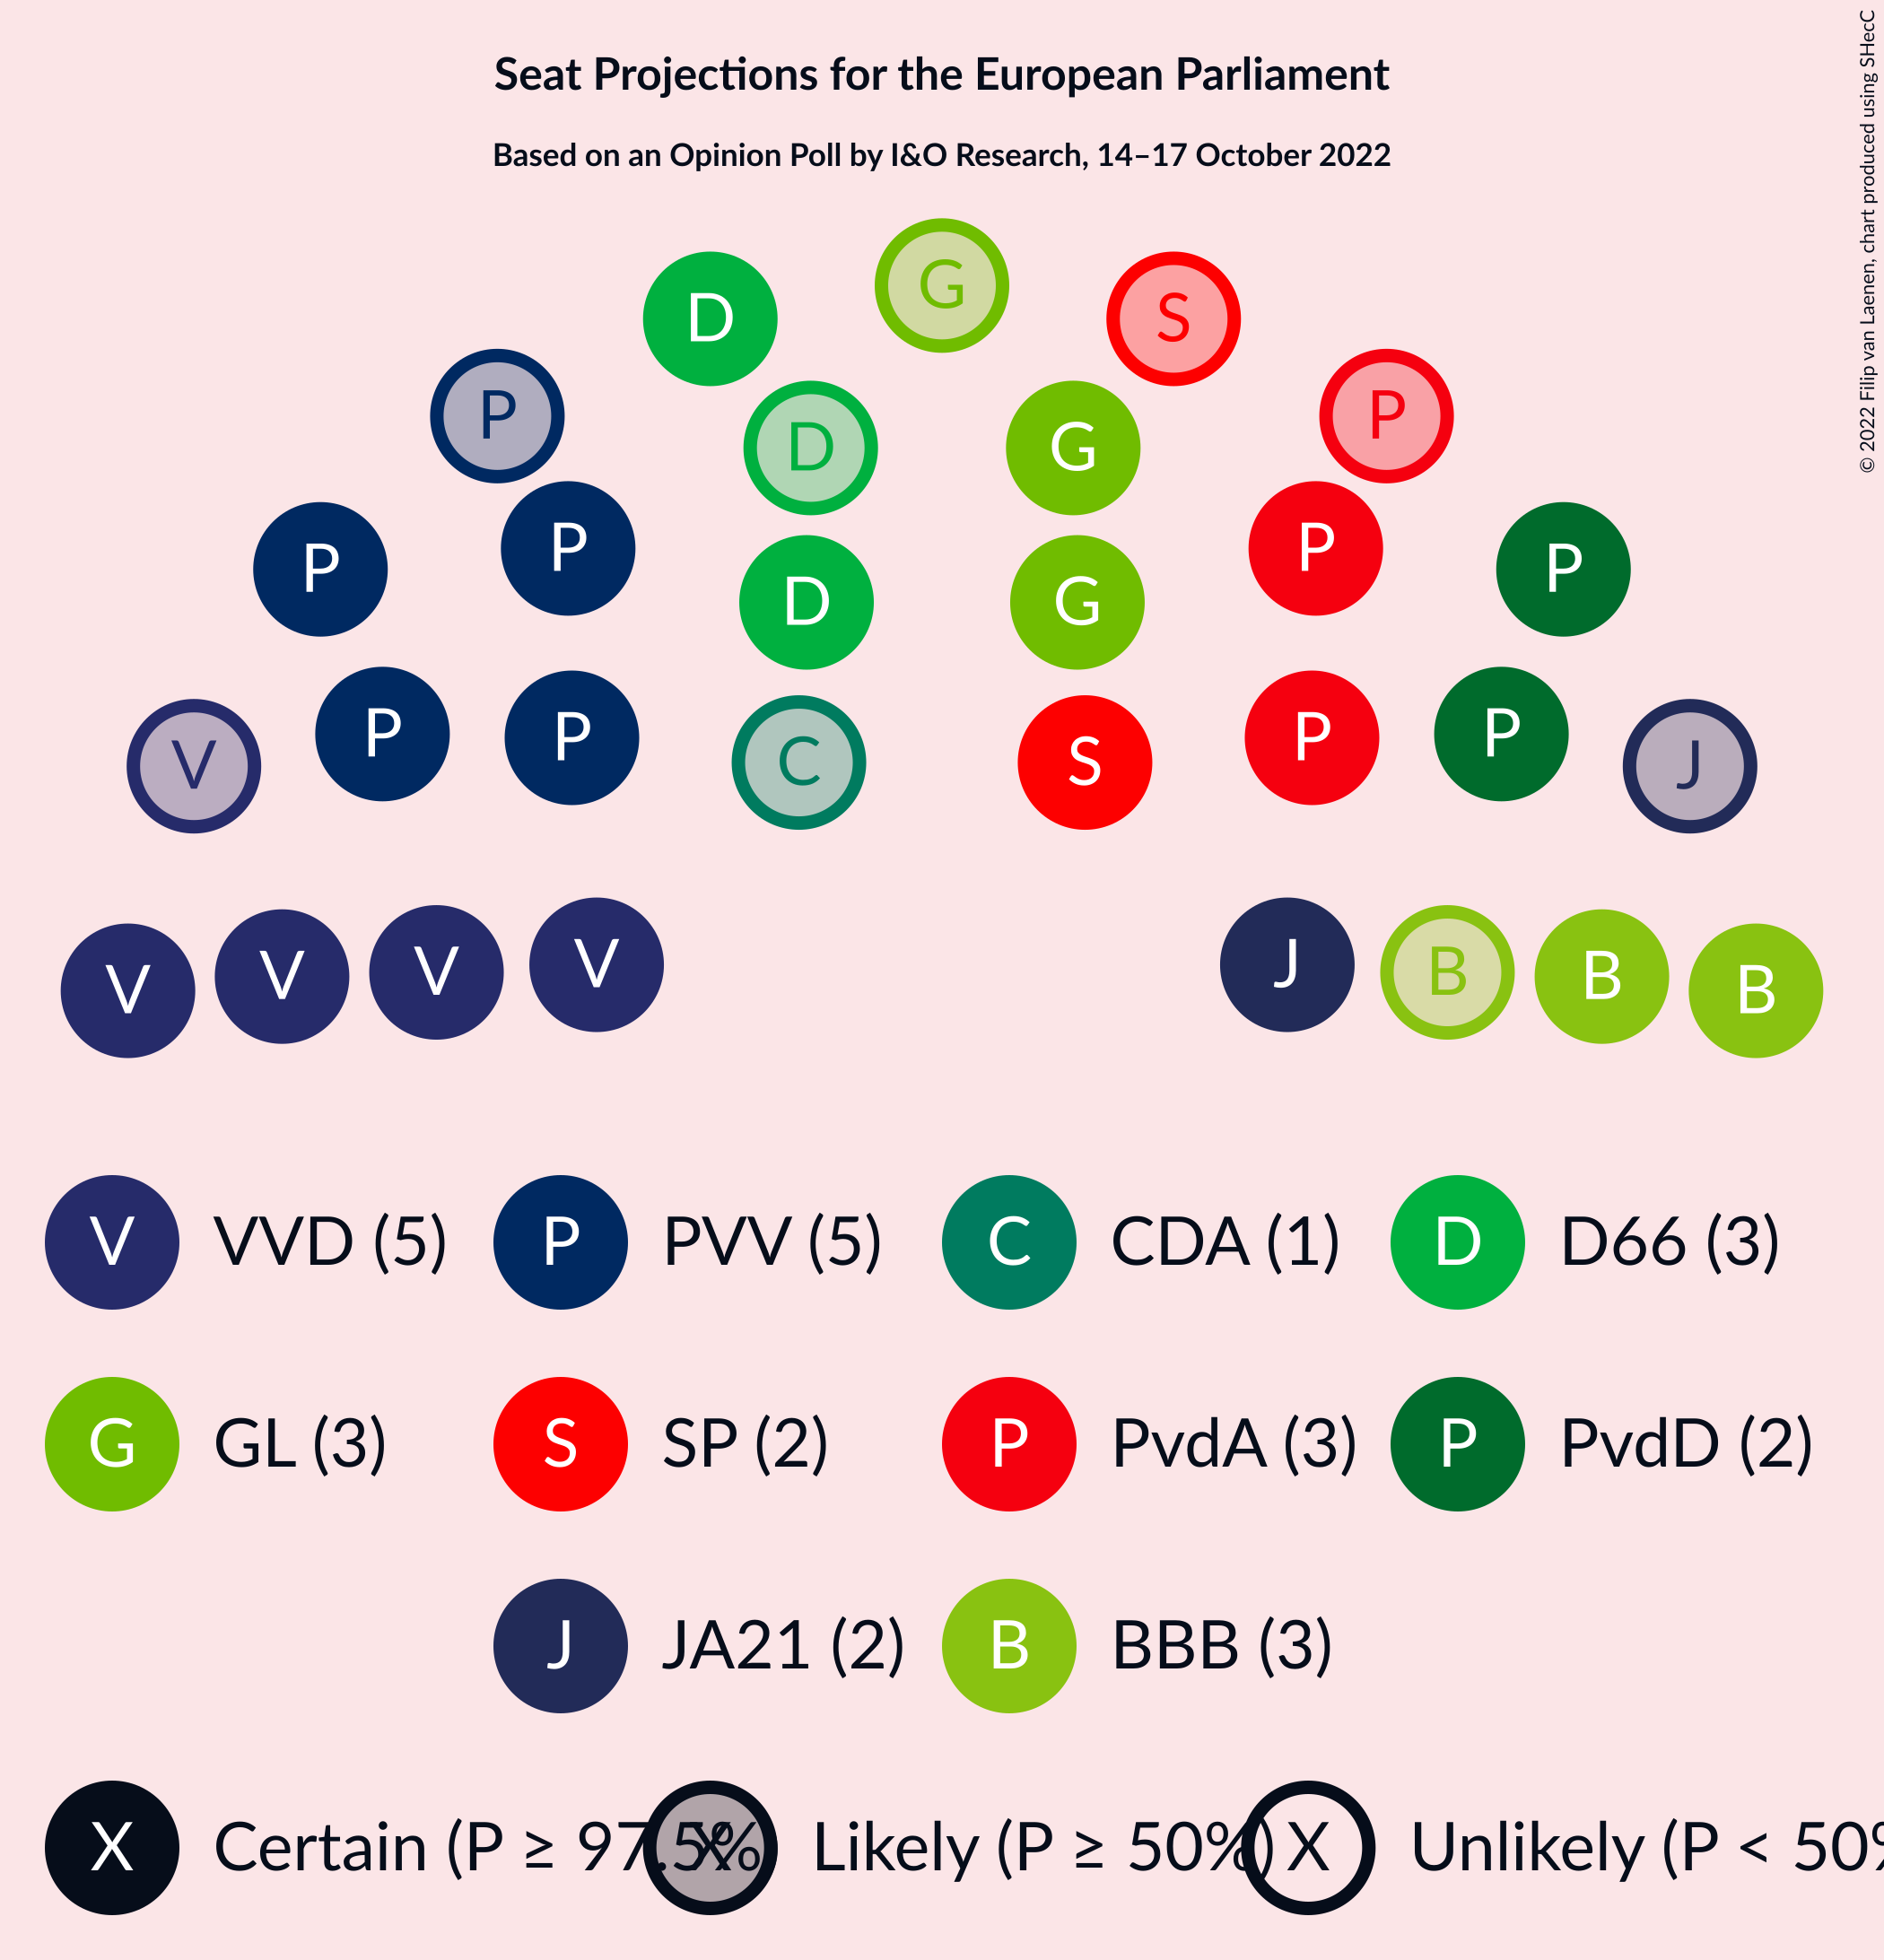 Seat Projections for the European Parliament
Based on an Opinion Poll by I&O Research, 14–17 October 2022
© 2022 Filip van Laenen, chart produced using SHecC
G
D S
P P
D G
P P
P P
D G
P P
P P
C S
V J
V V V V J B B B
V VVD (5) P PVV (5) C CDA (1) D D66 (3)
G GL (3) S SP (2) P PvdA (3) P PvdD (2)
J JA21 (2) B BBB (3)
X Certain (P ≥ 97.5% X Likely (P ≥ 50%) X Unlikely (P < 50%